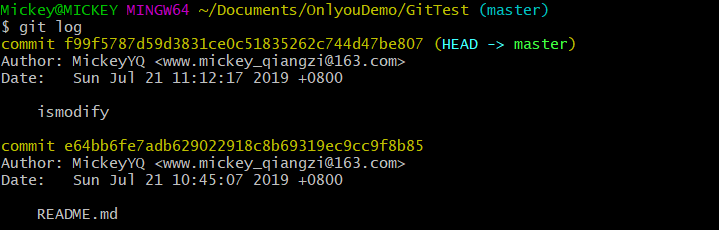 Mickey@MICKEY MINGW64 ~/Documents/OnlyouDemo/GitTest (master)
$ git log
commit f99f5787d59d3831ce0c51835262c744d47be807 (HEAD -> master)
Author: MickeyYQ <www.mickey_qiangzi@163.com>
Date:   Sun Jul 21 11:12:17 2019 +0800
ismodify
commit e64bb6fe7adb629022918c8b69319ec9cc9f8b85
Author: MickeyYQ <www.mickey_qiangzi@163.com>
Date:   Sun Jul 21 10:45:07 2019 +0800
README.md